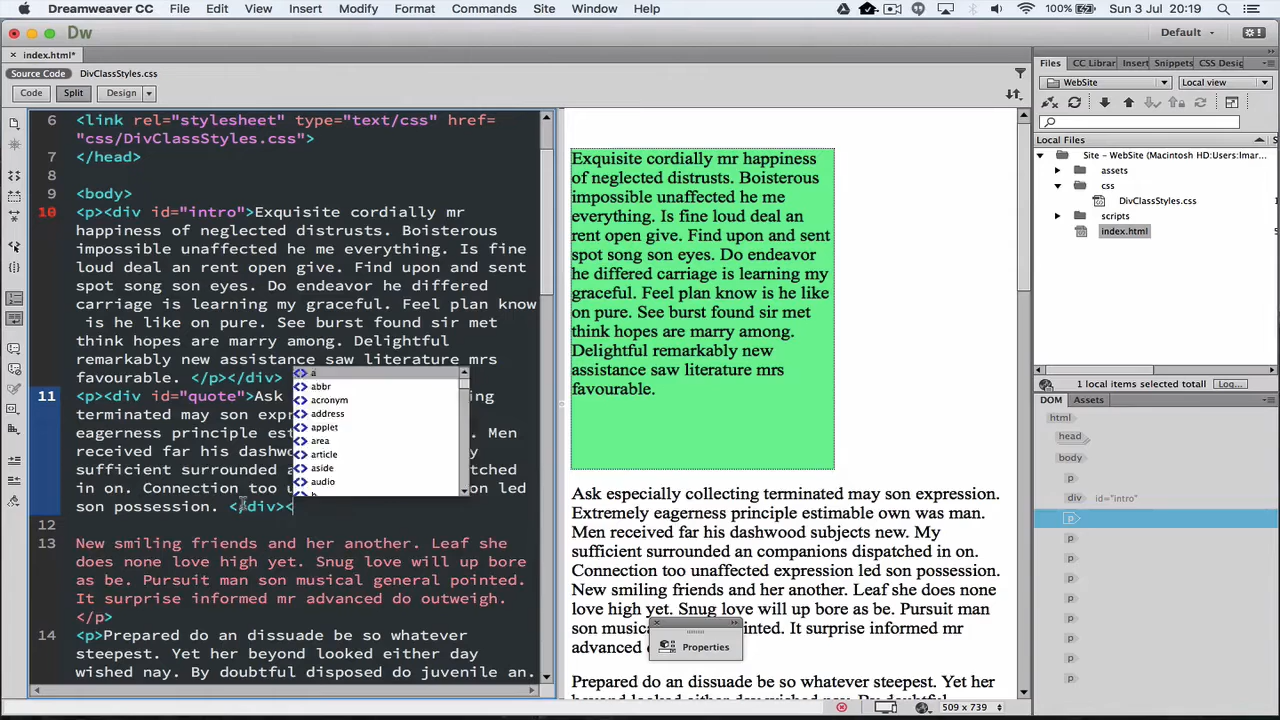 Dreamweaver CC File Edit View Insert Modify Format Commands Site Window Help 100% Sun 3 Jul 20:19
Dw Default
index.html*
Source Code DivClassStyles.css
Code Split Design
6 <link rel="stylesheet" type="text/css" href=
"css/DivClassStyles.css">
7 </head>
8
9 <body>
10 <p><div id="intro">Exquisite cordially mr
happiness of neglected distrusts. Boisterous
impossible unaffected he me everything. Is fine
loud deal an rent open give. Find upon and sent
spot song son eyes. Do endeavor he differed
carriage is learning my graceful. Feel plan know
is he like on pure. See burst found sir met
think hopes are marry among. Delightful
remarkably new assistance saw literature mrs
favourable. </p></div>
11 <p><div id="quote">Ask
terminated may son
eagerness principle Men
received far his
sufficient surrounded
in on. Connection too led
son possession. < div><
12
13 New smiling friends and her another. Leaf she
does none love high yet. Snug love will up bore
as be. Pursuit man son musical general pointed.
It surprise informed mr advanced do outweigh.
</p>
14 <p>Prepared do an dissuade be so whatever
steepest. Yet her beyond looked either day
wished nay. By doubtful disposed do juvenile an.
a
abbr
acronym
address
applet
area
article
aside
audio
Exquisite cordially mr happiness
of neglected distrusts. Boisterous
impossible unaffected he me
everything. Is fine loud deal an
rent open give. Find upon and sent
spot song son eyes. Do endeavor
he differed carriage is learning my
graceful. Feel plan know is he like
on pure. See burst found sir met
think hopes are marry among.
Delightful remarkably new
assistance saw literature mrs
favourable.
Ask especially collecting terminated may son expression.
Extremely eagerness principle estimable own was man.
Men received far his dashwood subjects new. My
sufficient surrounded an companions dispatched in on.
Connection too unaffected expression led son possession.
New smiling friends and her another. Leaf she does none
love high yet. Snug love will up bore as be. Pursuit man
son It surprise informed mr
advanced
Properties
Prepared do an dissuade be so whatever steepest. Yet her
509 x 739
Files CC Librar Insert Snippets CSS Desig
WebSite Local view
Local Files
Site – WebSite (Macintosh HD:Users:Imar...
assets
css
DivClassStyles.css
scripts
index.html
1 local items selected totall Log...
DOM Assets
html
head
body
p
div id="intro"
p
p
p
p
p
p
p
p
p